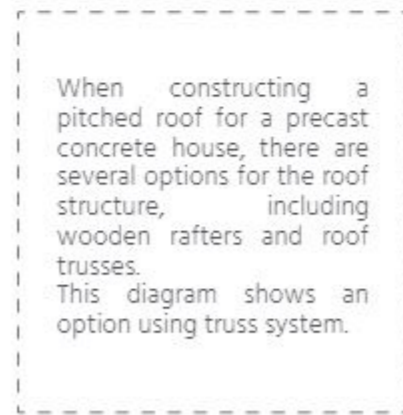 When constructing a
pitched roof for a precast
concrete house, there are
several options for the roof
structure, including
wooden rafters and roof
trusses.
This diagram shows an
option using truss system.